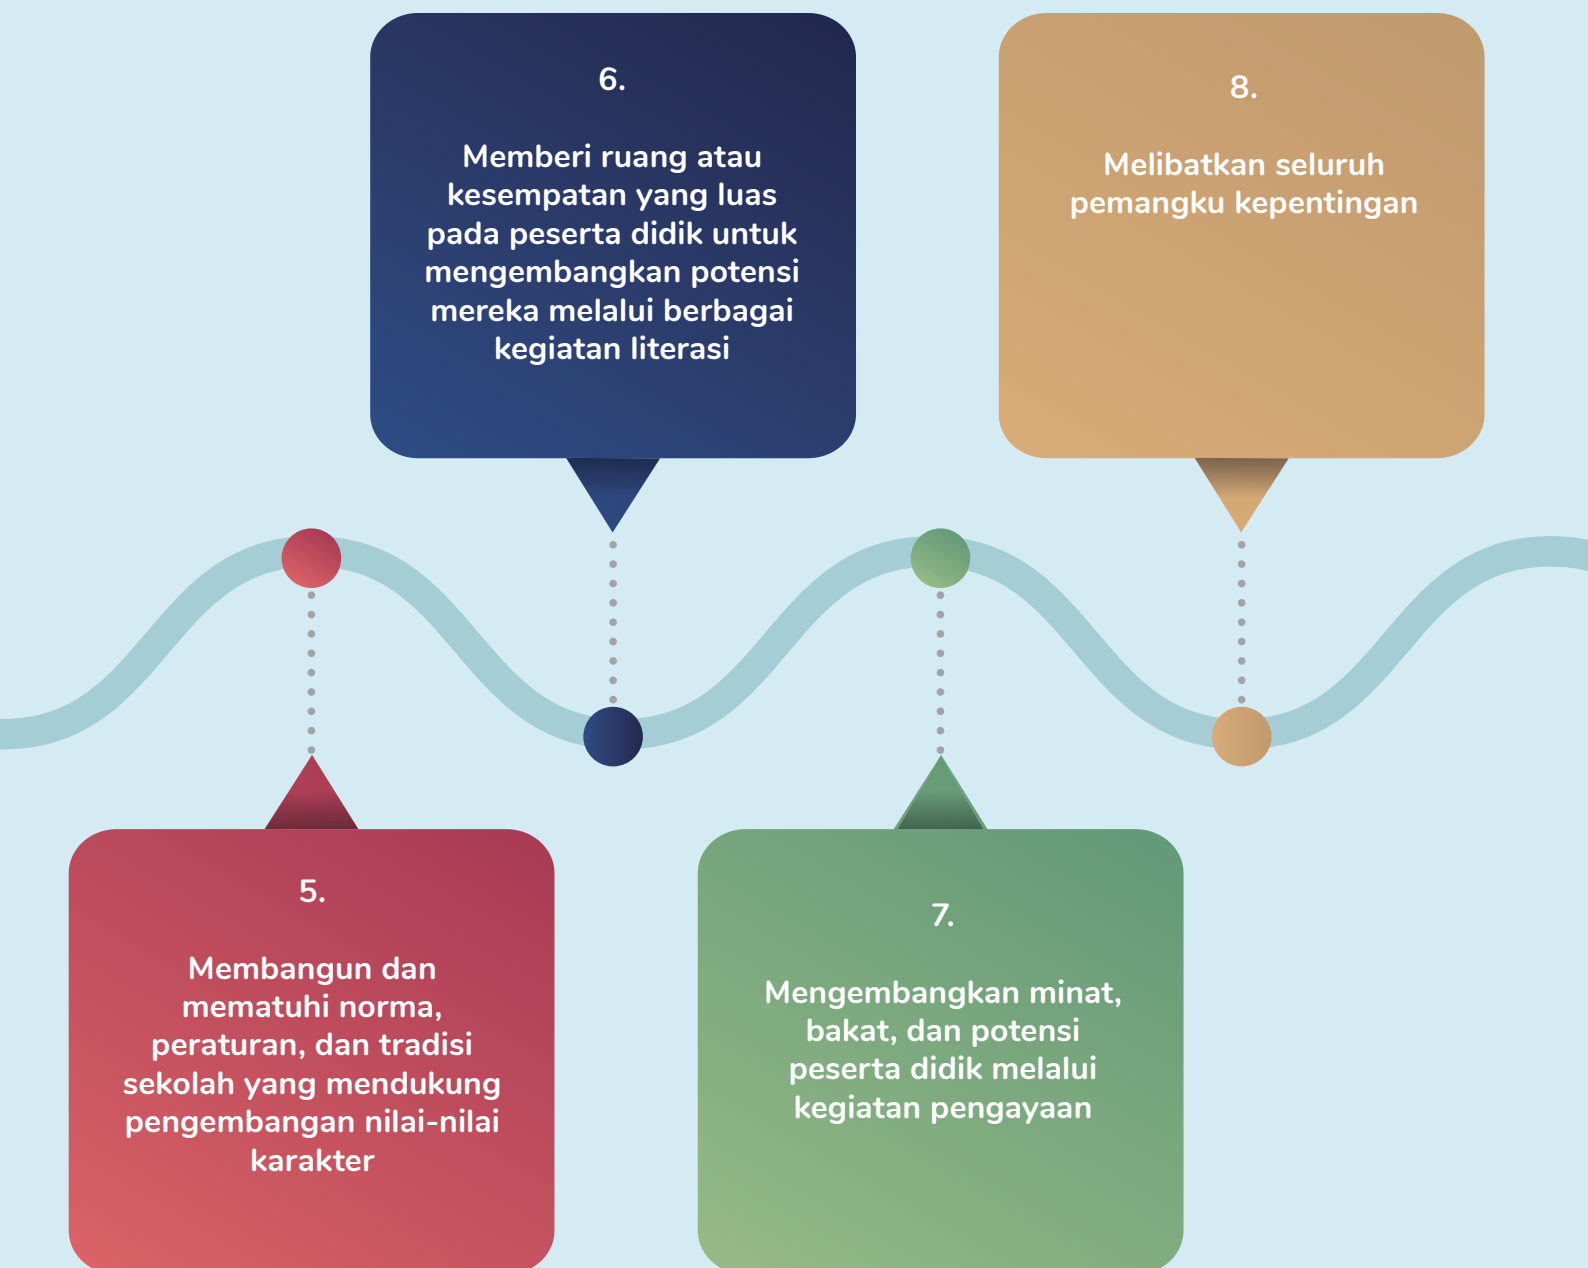 5.
Membangun dan
mematuhi norma,
peraturan, dan tradisi
sekolah yang mendukung
pengembangan nilai-nilai
karakter
6.
Memberi ruang atau
kesempatan yang luas
pada peserta didik untuk
mengembangkan potensi
mereka melalui berbagai
kegiatan literasi
7.
Mengembangkan minat,
bakat, dan potensi
peserta didik melalui
kegiatan pengayaan
8.
Melibatkan seluruh
pemangku kepentingan